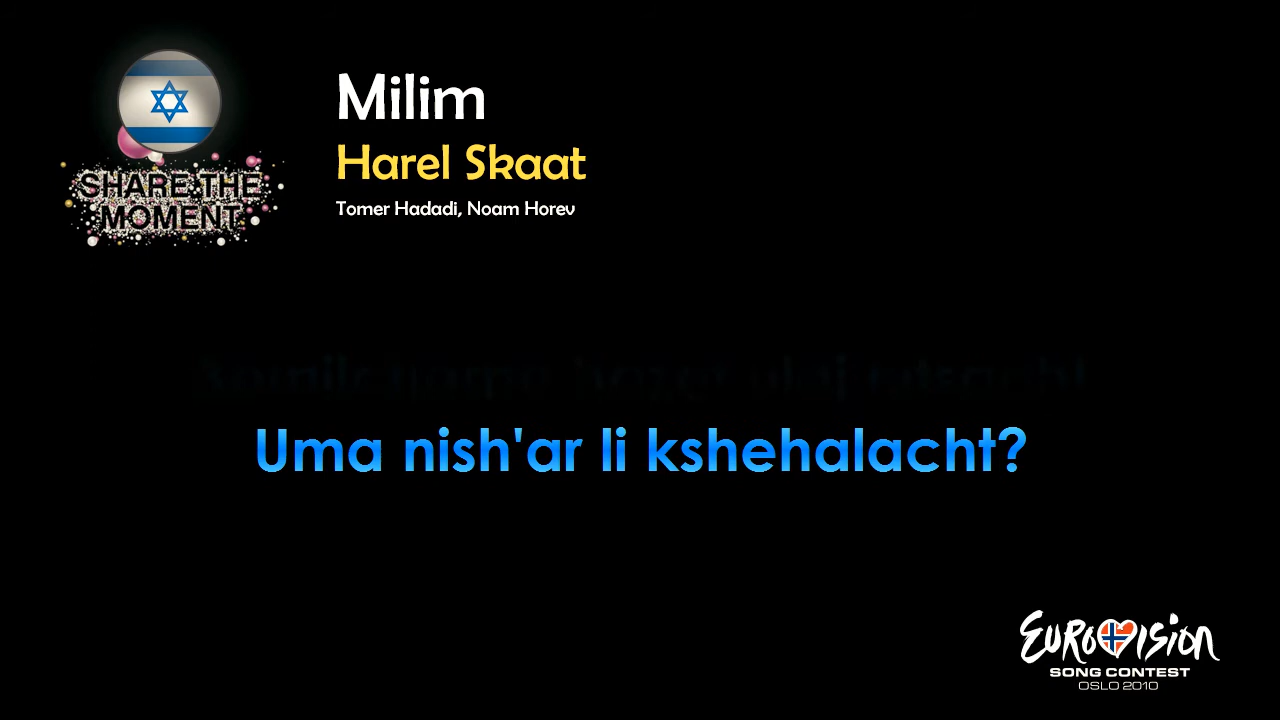 Milim
Harel Skaat
Tomer Hadadi, Noam Horev
SHARE THE
MOMENT
Uma nish'ar li kshehalacht?
EUROVISION
SONG CONTEST
OSLO 2010